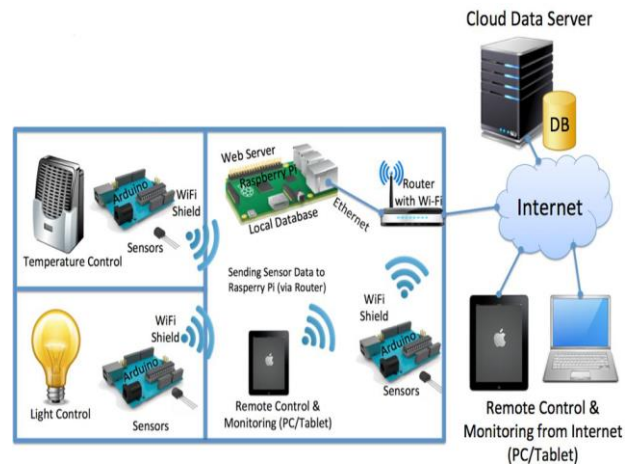 Cloud Data Server
DB
Internet
Web Server
Raspberry Pi
Local Database
Ethernet
Router
with Wi-Fi
Arduino
WiFi
Shield
Sensors
Temperature Control
Sending Sensor Data to
Rasperry Pi (via Router)
WiFi
Shield
Arduino
Sensors
Light Control
Remote Control &
Monitoring (PC/Tablet)
WiFi
Shield
Arduino
Sensors
Remote Control &
Monitoring from Internet
(PC/Tablet)